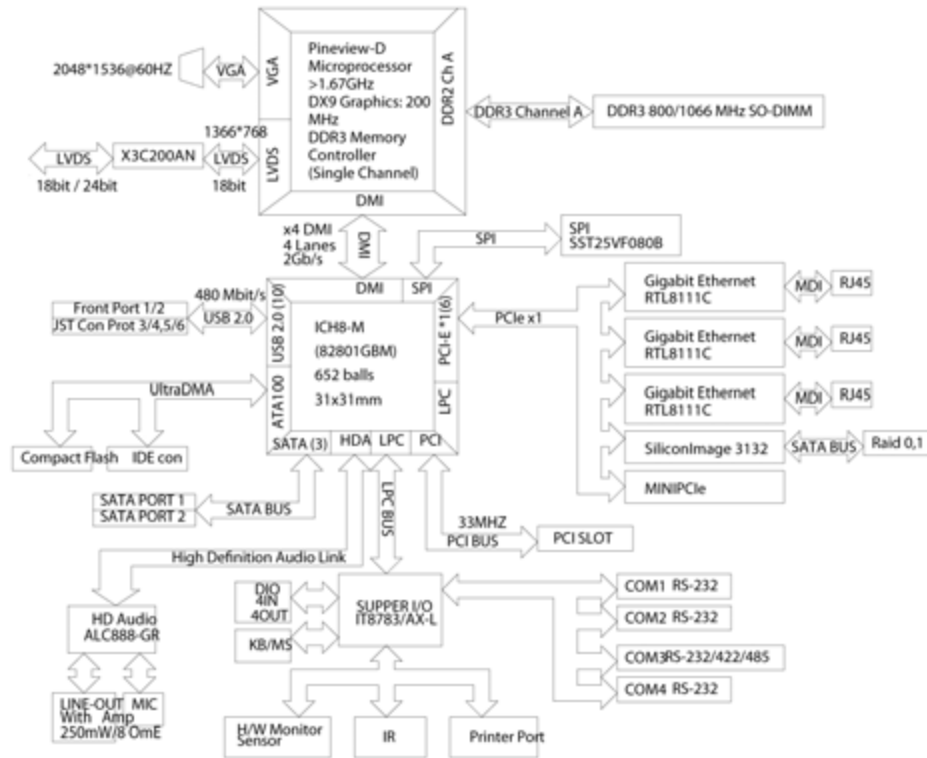 2048*1536@60HZ
VGA
VGA
Pineview-D
Microprocessor
>1.67GHz
DX9 Graphics: 200
MHz
DDR3 Memory
Controller
(Single Channel)
DDR2 Ch A
DDR3 Channel A
DDR3 800/1066 MHz SO-DIMM
1366*768
LVDS
X3C200AN
LVDS
LVDS
18bit / 24bit
18bit
DMI
x4 DMI
4 Lanes
2Gb/s
DMI
SPI
SPI
SST25VF080B
DMI
SPI
480 Mbit/s
Front Port 1/2
JST Con Prot 3/4,5/6
USB 2.0
USB 2.0 (10)
ICH8-M
(82801GBM)
652 balls
31x31mm
PCI-E *1(6)
PCIe x1
Gigabit Ethernet
RTL8111C
MDI
RJ45
Gigabit Ethernet
RTL8111C
MDI
RJ45
Gigabit Ethernet
RTL8111C
MDI
RJ45
UltraDMA
ATA100
LPC
SATA (3)
HDA
LPC
PCI
Compact Flash
IDE con
SiliconImage 3132
SATA BUS
Raid 0,1
MINIPCIe
SATA PORT 1
SATA PORT 2
SATA BUS
LPC BUS
33MHZ
PCI BUS
PCI SLOT
High Definition Audio Link
DIO
4IN
4OUT
KB/MS
SUPPER I/O
IT8783/AX-L
COM1 RS-232
COM2 RS-232
COM3RS-232/422/485
COM4 RS-232
HD Audio
ALC888-GR
LINE-OUT
With Amp
250mW/8 OmE
MIC
H/W Monitor
Sensor
IR
Printer Port